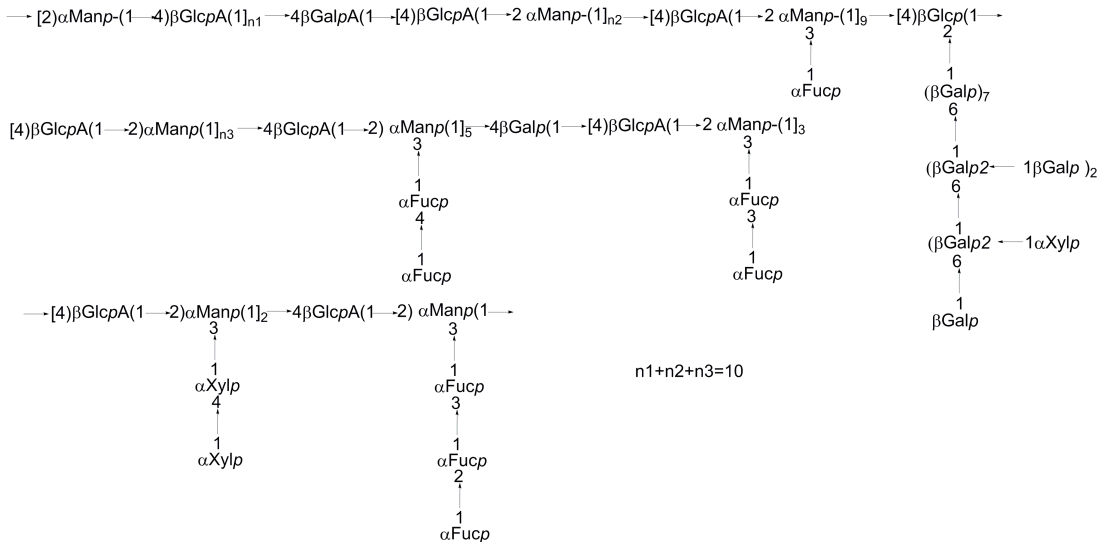 →[2)αManp-(1→4)βGlcpA(1]n1→4βGalpA(1→[4)βGlcpA(1→2 αManp-(1]n2→[4)βGlcpA(1→2 αManp-(1]9→[4)βGlcp(1→
3 2
1 1
αFucp (βGalp)7
6
[4)βGlcpA(1→2)αManp(1]n3→4βGlcpA(1→2) αManp(1]5→4βGalp(1→[4)βGlcpA(1→2 αManp-(1]3
3 3
1 (βGalp2← 1βGalp )2
6
1 1
αFucp αFucp
4 3
1 (βGalp2 ←1αXylp
6
1 1
αFucp αFucp
→[4)βGlcpA(1→2)αManp(1]2→4βGlcpA(1→2) αManp(1→
3 3
1 βGalp
1 1
αXylp αFucp
4 3
n1+n2+n3=10
1 1
αXylp αFucp
2
1
αFucp